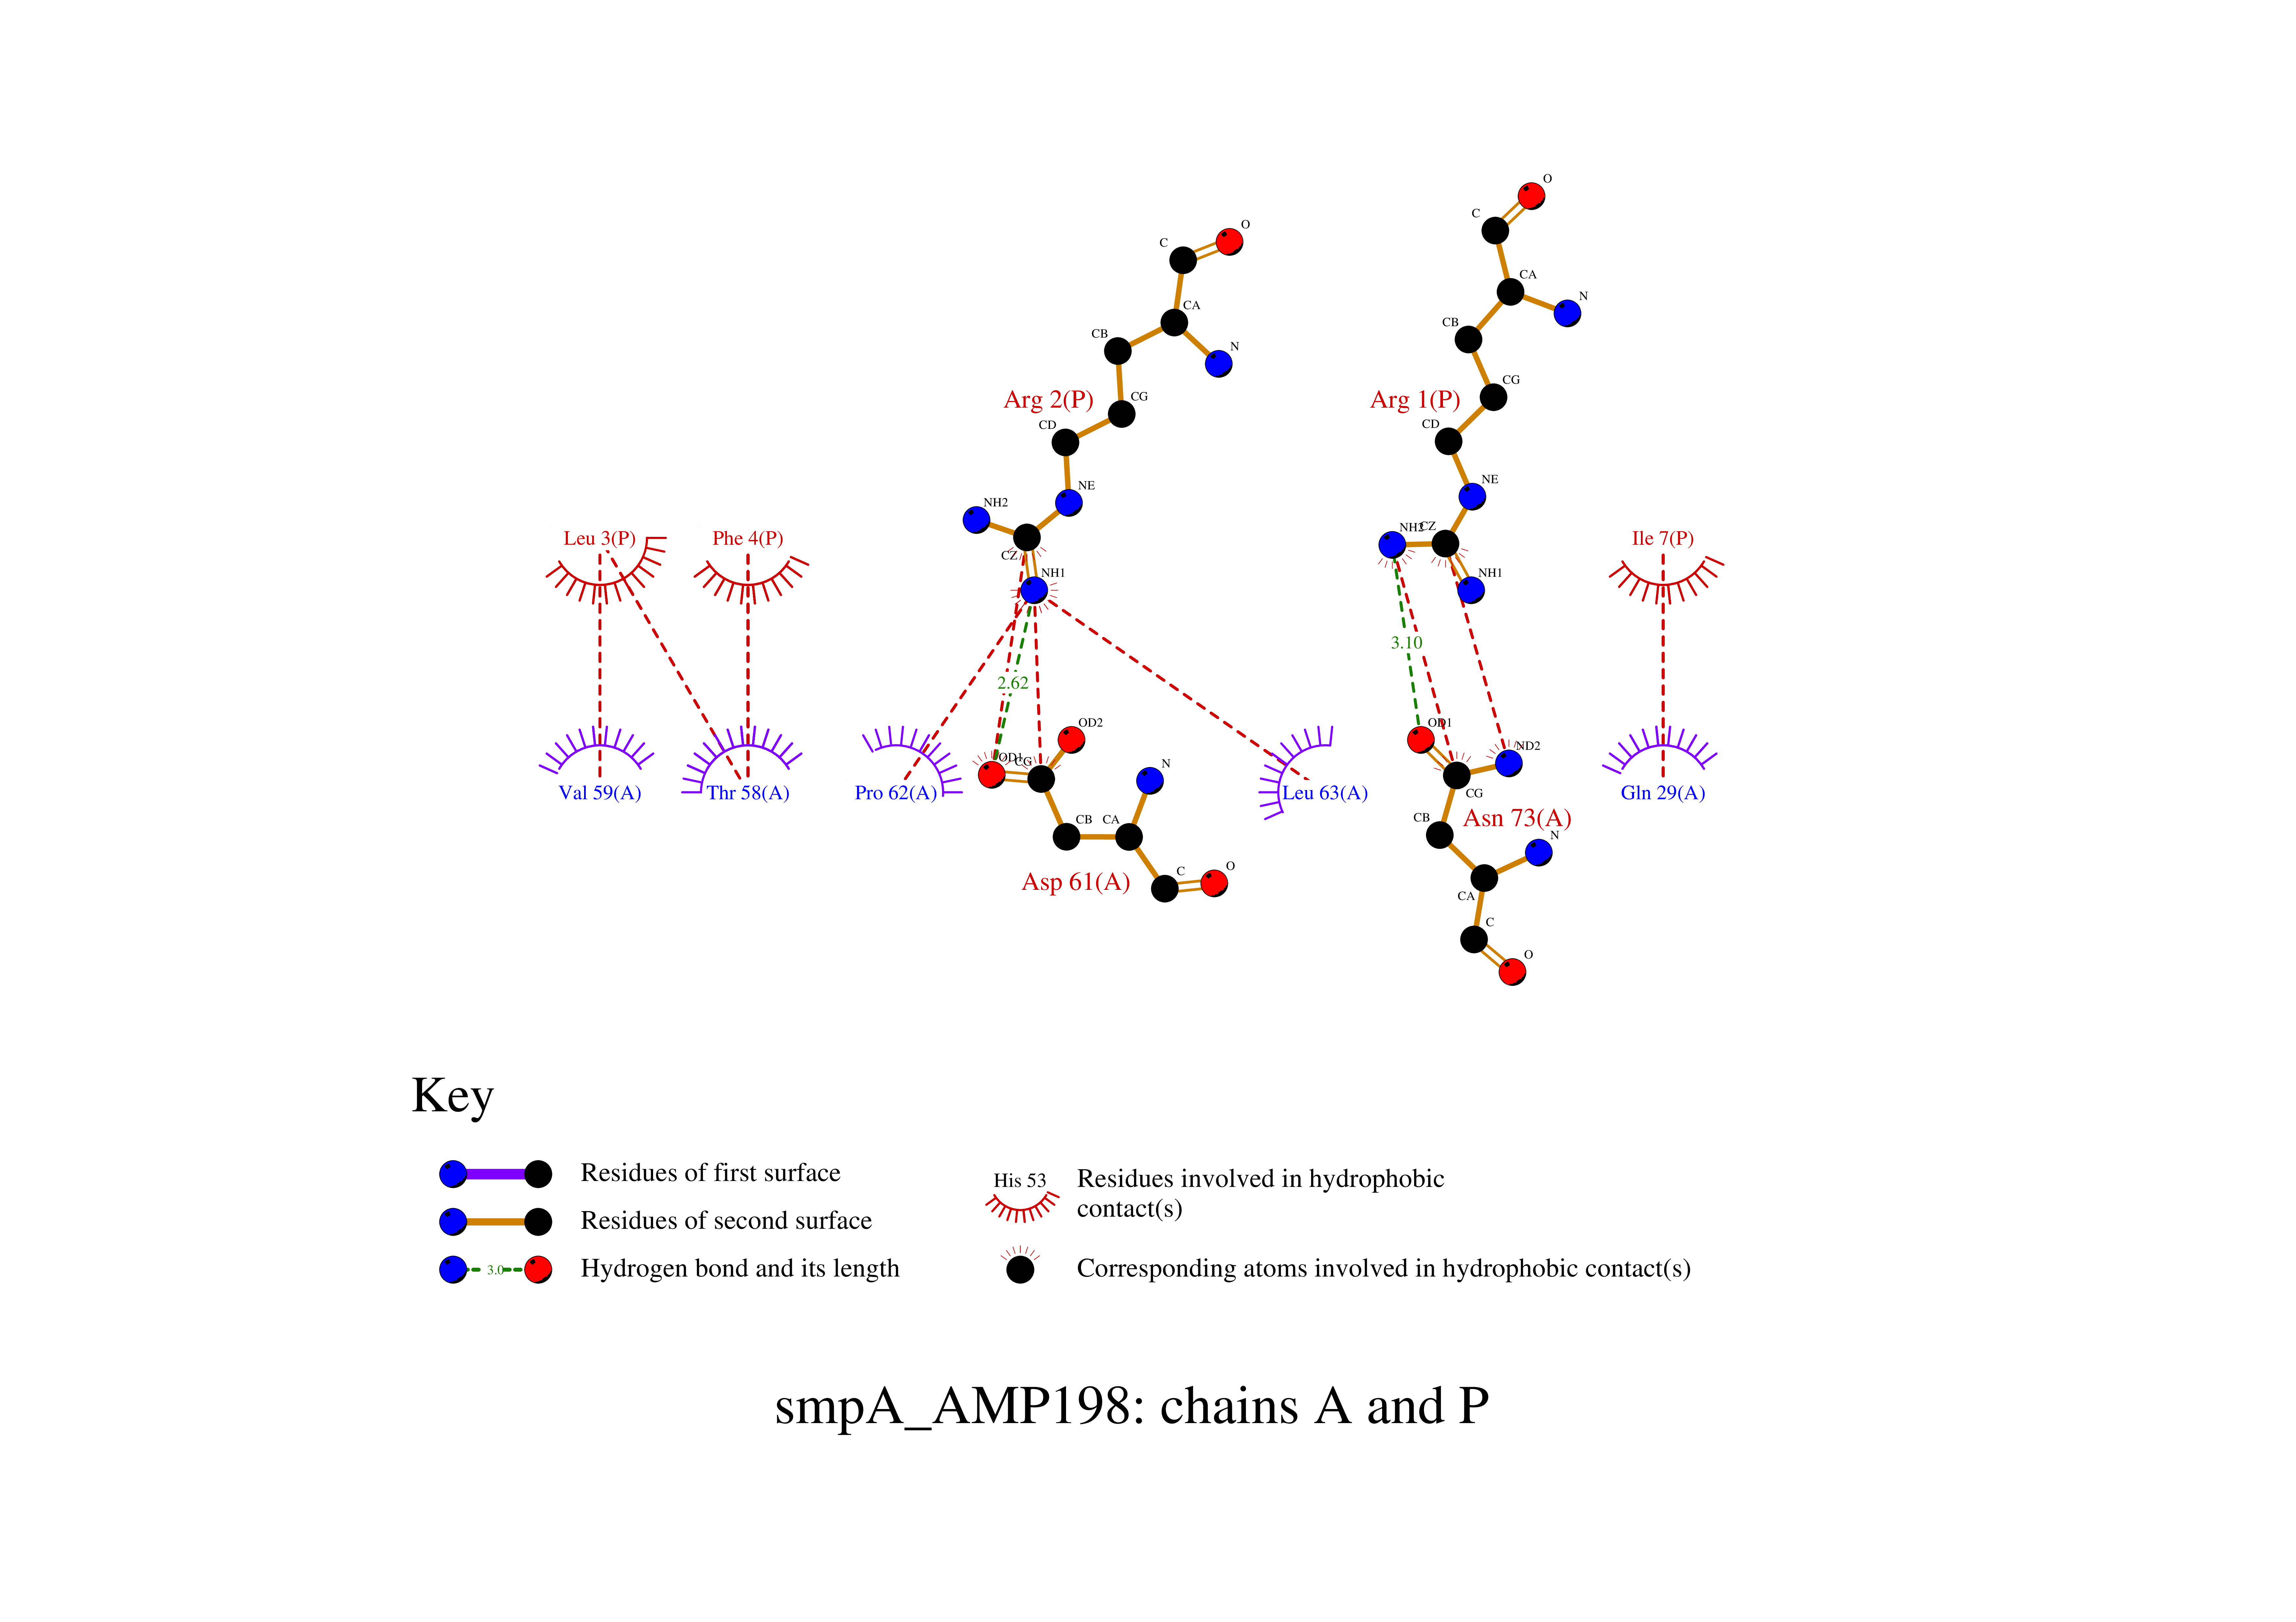 O
C
O
C
CA
N
CA
CB
N
CB
CG
Arg 2(P)
CG
Arg 1(P)
CD
CD
NE
NE
NH2
NH2
CZ
Leu 3(P)
Phe 4(P)
Ile 7(P)
CZ
NH1
NH1
3.10
2.62
OD2
OD1
ND2
OD1
CG
N
Val 59(A)
Thr 58(A)
Pro 62(A)
Leu 63(A)
CG
Gln 29(A)
CB
CA
CB
Asn 73(A)
N
C
O
Asp 61(A)
CA
C
O
Key
Residues of first surface
Residues of second surface
3.0
Hydrogen bond and its length
His 53
Residues involved in hydrophobic
contact(s)
Corresponding atoms involved in hydrophobic contact(s)
smpA_AMP198: chains A and P